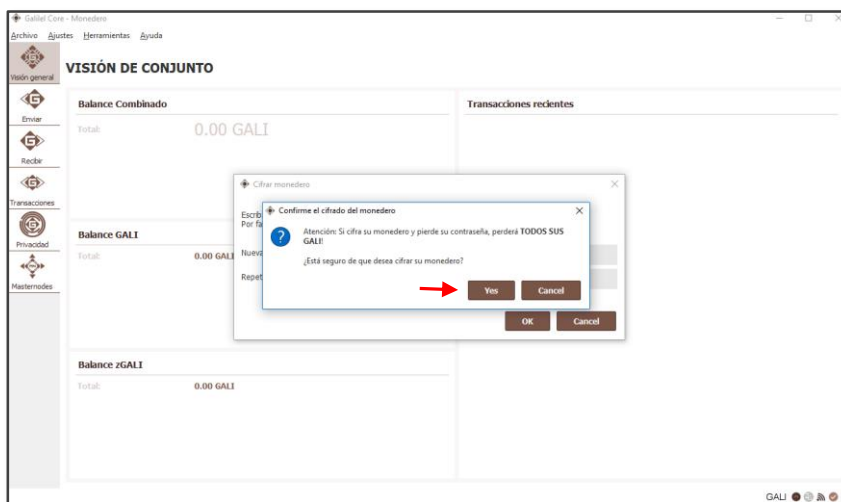 Galilel Core - Monedero
Archivo Ajustes Herramientas Ayuda
Visión general
VISIÓN DE CONJUNTO
Enviar
Recibir
Transacciones
Privacidad
Masternodes
Balance Combinado
Total: 0.00 GALI
Transacciones recientes
Balance GALI
Total: 0.00 GALI
Balance zGALI
Total: 0.00 GALI
Cifrar monedero
Confirme el cifrado del monedero
Atención: Si cifra su monedero y pierde su contraseña, perderá TODOS SUS
GALI!
¿Está seguro de que desea cifrar su monedero?
Yes Cancel
OK Cancel
GALI